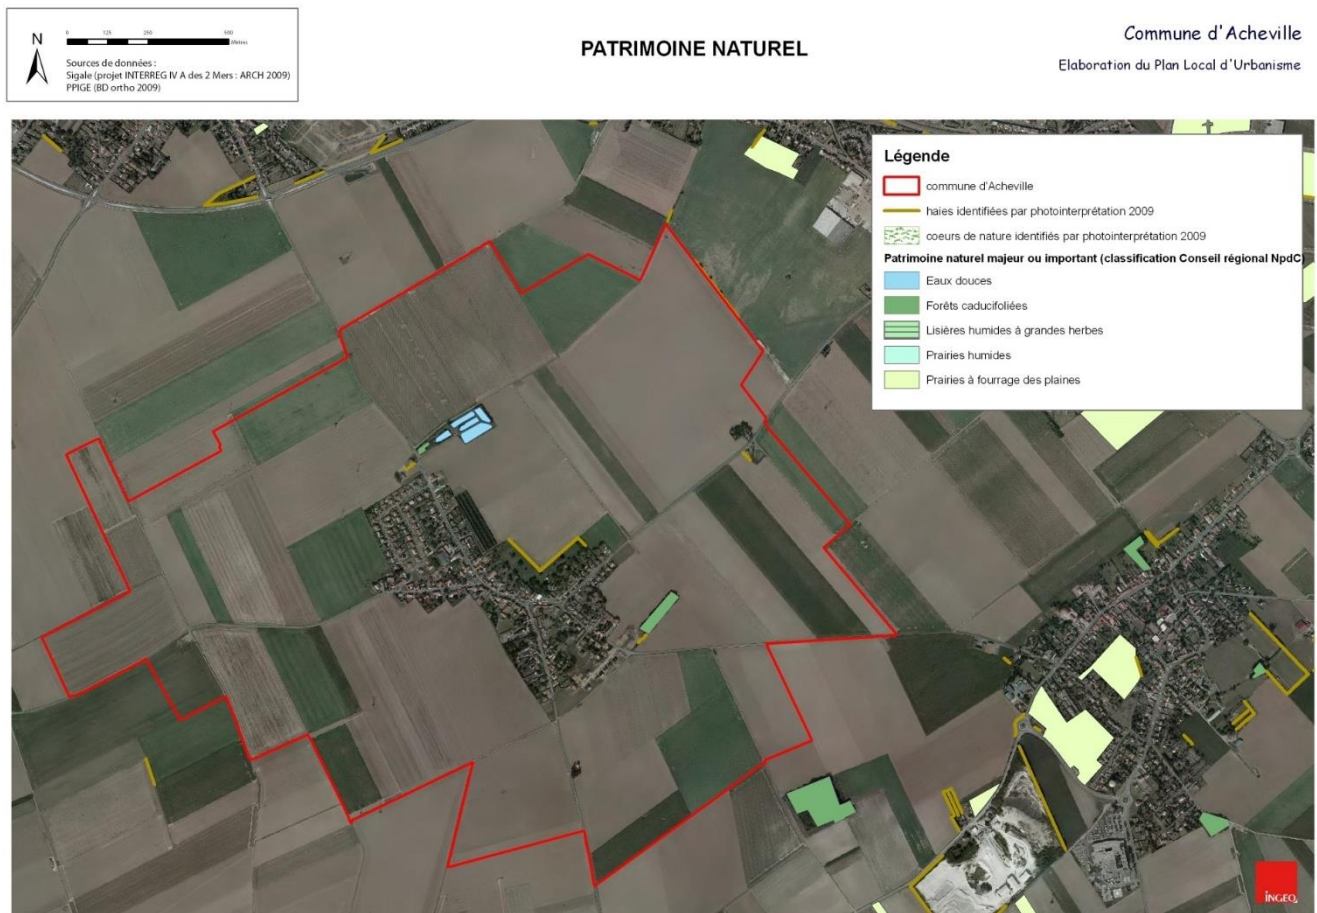 N
0 125 250 500
Mètres
Sources de données :
Sigale (projet INTERREG IV A des 2 Mers : ARCH 2009)
PPIGE (BD ortho 2009)
PATRIMOINE NATUREL
Commune d'Acheville
Elaboration du Plan Local d'Urbanisme
Légende
commune d'Acheville
haies identifiées par photointerprétation 2009
coeurs de nature identifiés par photointerprétation 2009
Patrimoine naturel majeur ou important (classification Conseil régional NpdC)
Eaux douces
Forêts caducifoliées
Lisières humides à grandes herbes
Prairies humides
Prairies à fourrage des plaines
INGEO